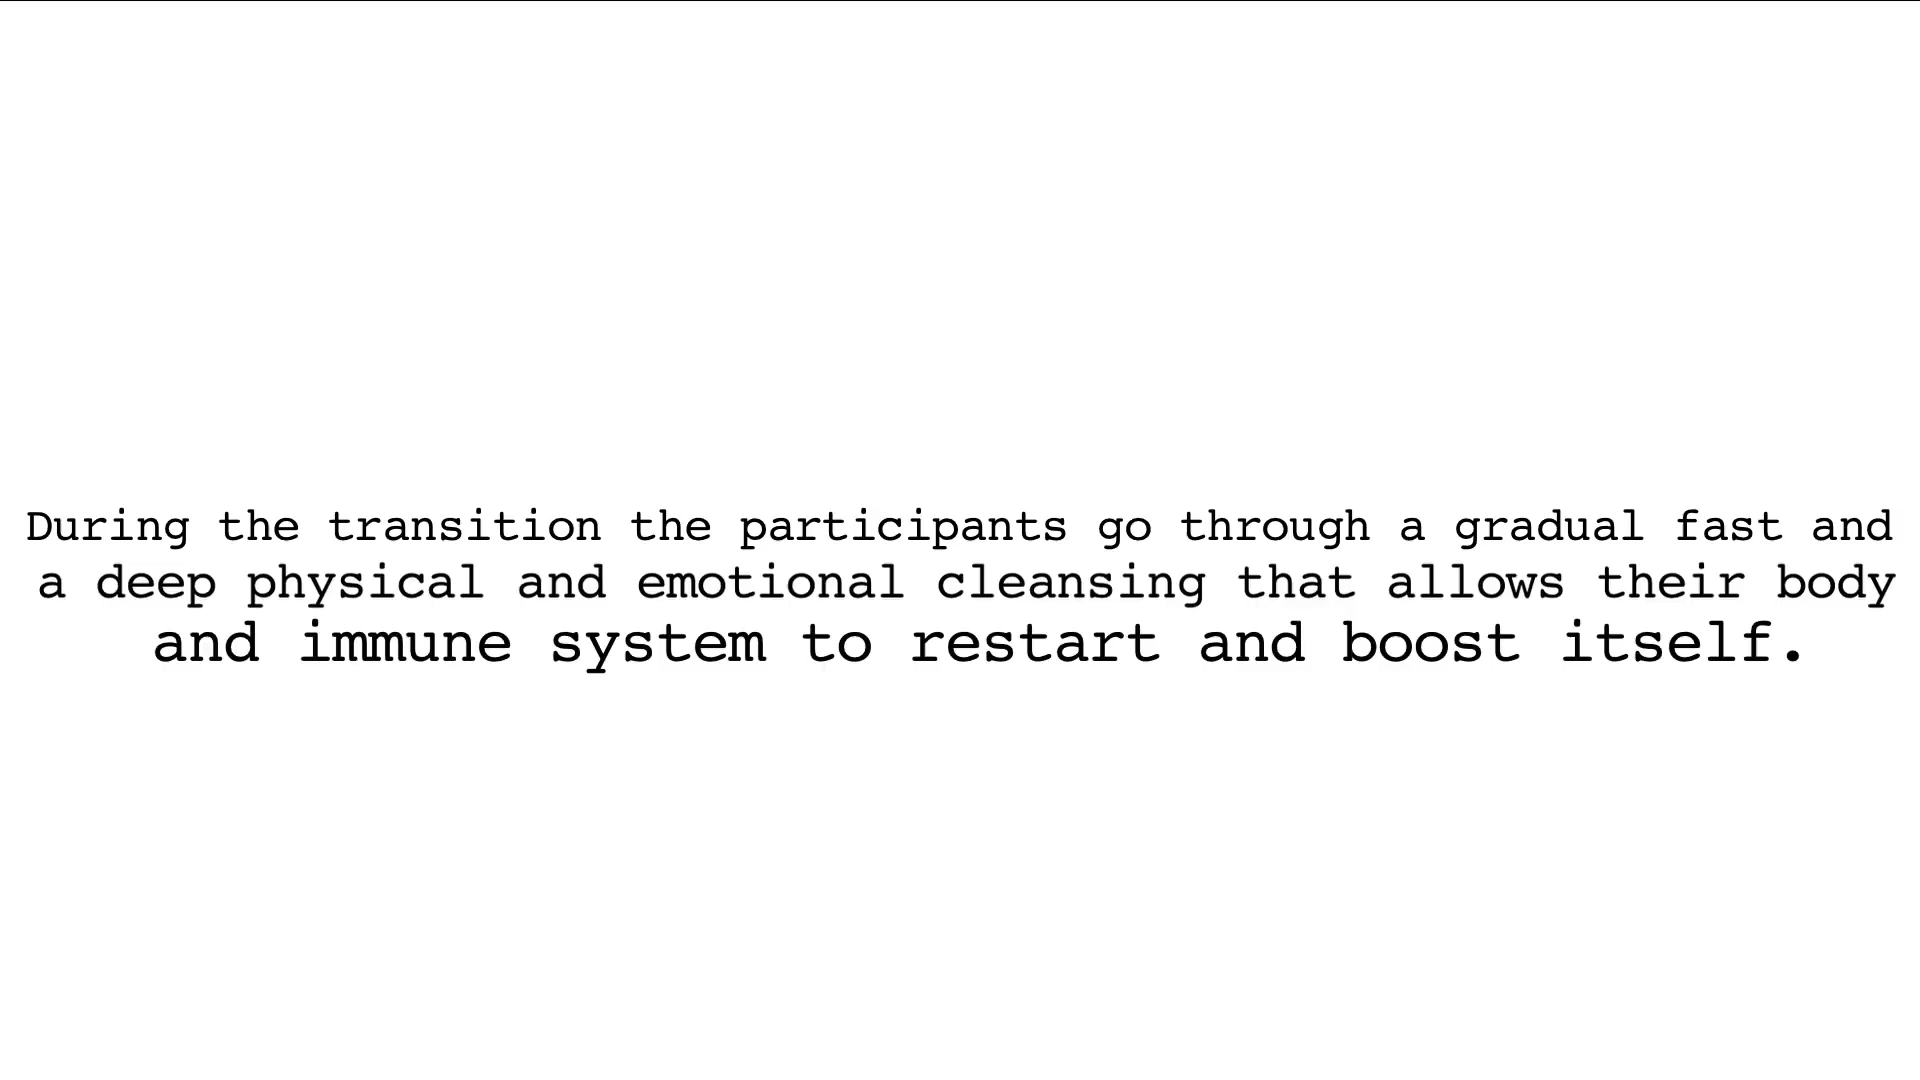 During the transition the participants go through a gradual fast and
a deep physical and emotional cleansing that allows their body
and immune system to restart and boost itself.